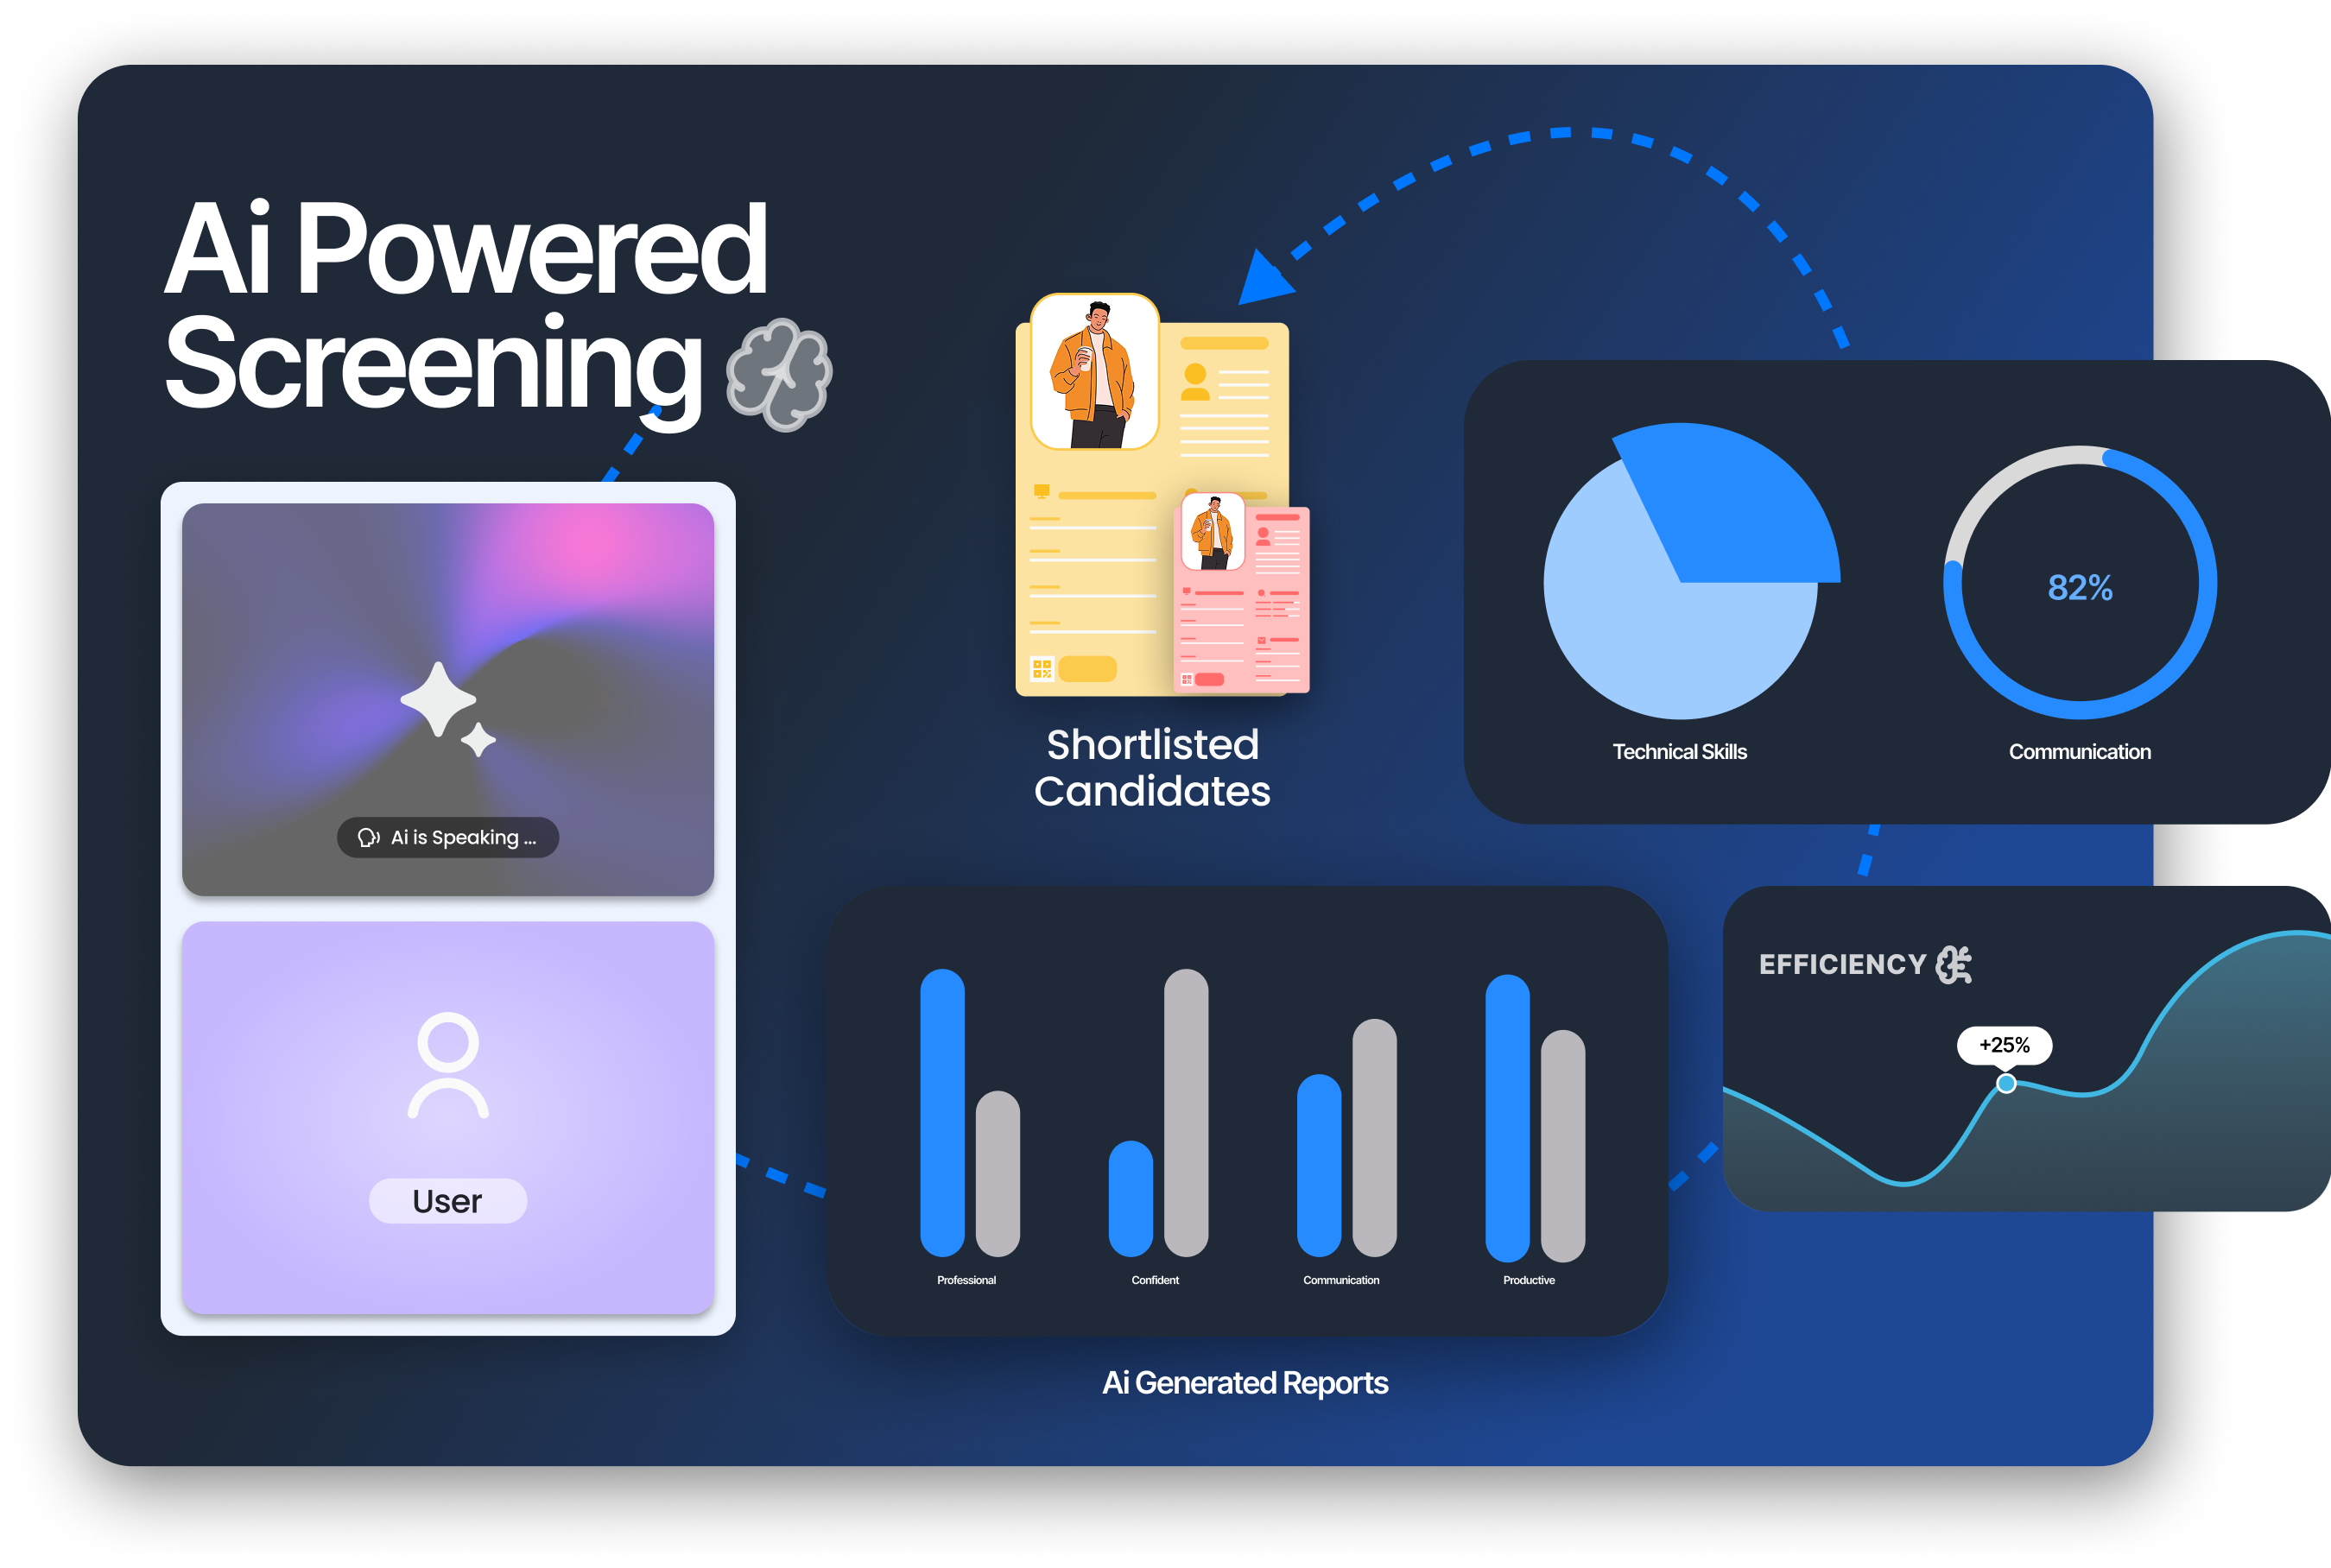 Ai Powered
Screening
Ai is Speaking ...
User
Shortlisted
Candidates
Technical Skills
82%
Communication
EFFICIENCY
+25%
Professional
Confident
Communication
Productive
Ai Generated Reports